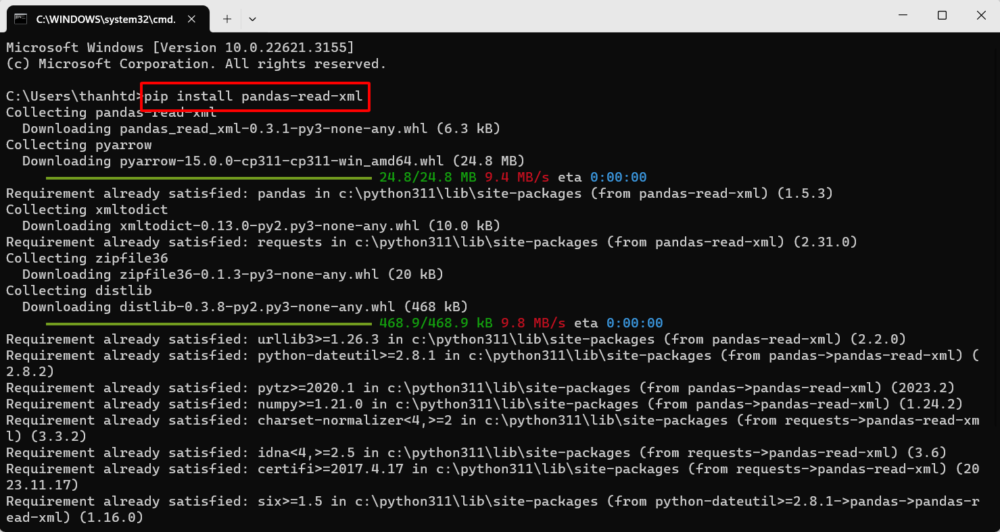 C:\WINDOWS\system32\cmd.
Microsoft Windows [Version 10.0.22621.3155]
(c) Microsoft Corporation. All rights reserved.
C:\Users\thanhtd>pip install pandas-read-xml
Collecting pandas-read-xml
Downloading pandas_read_xml-0.3.1-py3-none-any.whl (6.3 kB)
Collecting pyarrow
Downloading pyarrow-15.0.0-cp311-cp311-win_amd64.whl (24.8 MB)
24.8/24.8 MB 9.4 MB/s eta 0:00:00
Requirement already satisfied: pandas in c:\python311\lib\site-packages (from pandas-read-xml) (1.5.3)
Collecting xmltodict
Downloading xmltodict-0.13.0-py2.py3-none-any.whl (10.0 kB)
Requirement already satisfied: requests in c:\python311\lib\site-packages (from pandas-read-xml) (2.31.0)
Collecting zipfile36
Downloading zipfile36-0.1.3-py3-none-any.whl (20 kB)
Collecting distlib
Downloading distlib-0.3.8-py2.py3-none-any.whl (468 kB)
468.9/468.9 kB 9.8 MB/s eta 0:00:00
Requirement already satisfied: urllib3>=1.26.3 in c:\python311\lib\site-packages (from pandas-read-xml) (2.2.0)
Requirement already satisfied: python-dateutil>=2.8.1 in c:\python311\lib\site-packages (from pandas->pandas-read-xml) (
2.8.2)
Requirement already satisfied: pytz>=2020.1 in c:\python311\lib\site-packages (from pandas->pandas-read-xml) (2023.2)
Requirement already satisfied: numpy>=1.21.0 in c:\python311\lib\site-packages (from pandas->pandas-read-xml) (1.24.2)
Requirement already satisfied: charset-normalizer<4,>=2 in c:\python311\lib\site-packages (from requests->pandas-read-xm
l) (3.3.2)
Requirement already satisfied: idna<4,>=2.5 in c:\python311\lib\site-packages (from requests->pandas-read-xml) (3.6)
Requirement already satisfied: certifi>=2017.4.17 in c:\python311\lib\site-packages (from requests->pandas-read-xml) (20
23.11.17)
Requirement already satisfied: six>=1.5 in c:\python311\lib\site-packages (from python-dateutil>=2.8.1->pandas->pandas-r
ead-xml) (1.16.0)